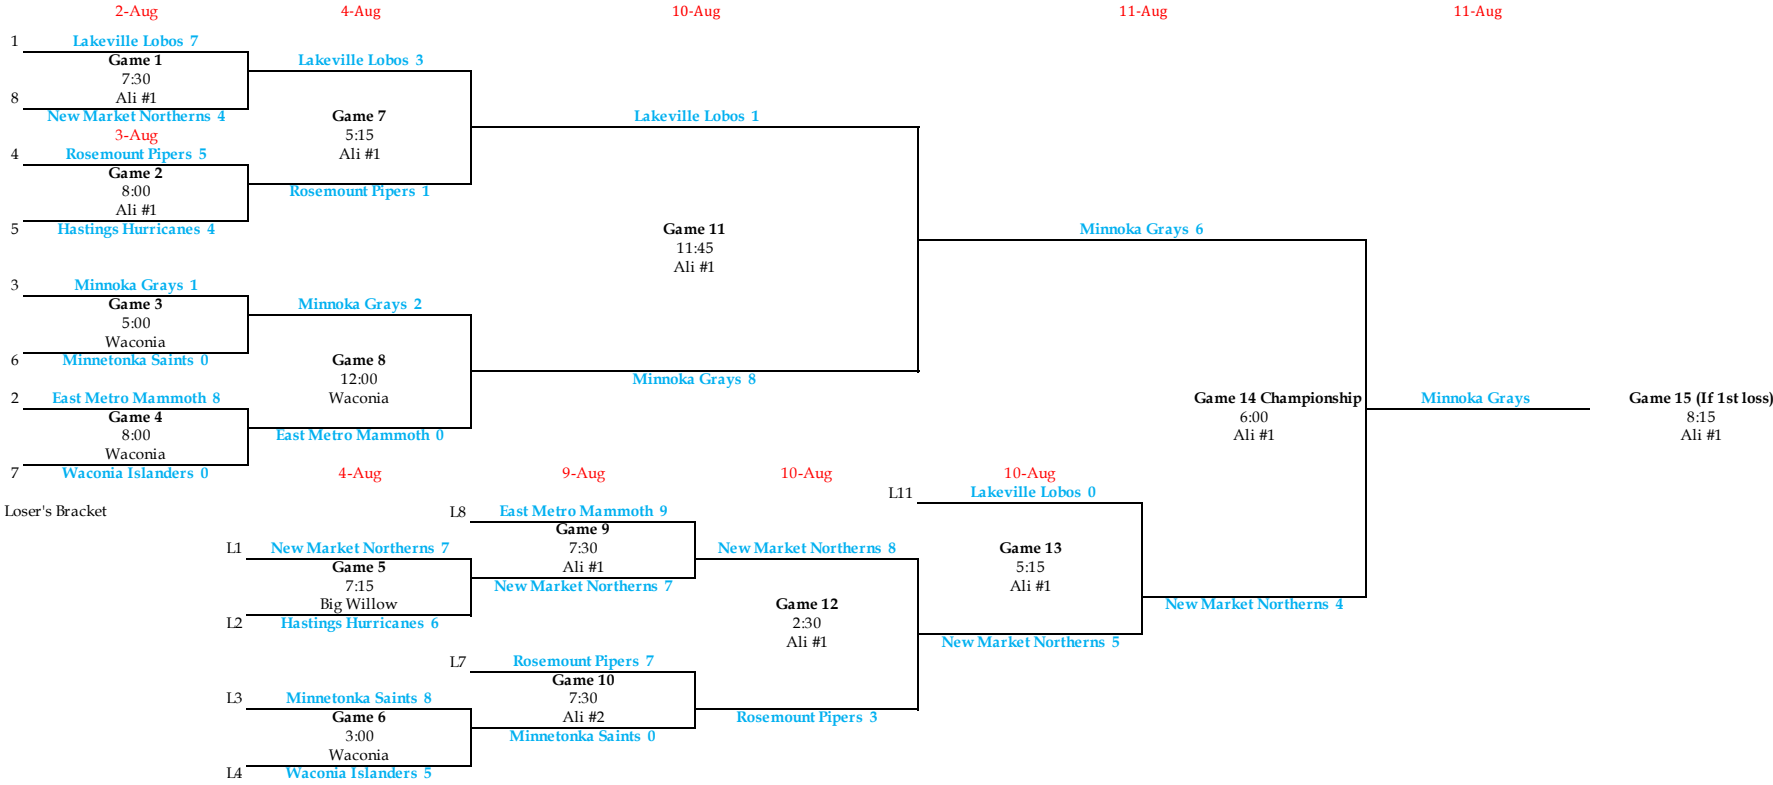 2-Aug
4-Aug
10-Aug
11-Aug
11-Aug
1
Lakeville Lobos 7
Game 1
7:30
Ali #1
8
New Market Northerns 4
3-Aug
4
Rosemount Pipers 5
Game 2
8:00
Ali #1
5
Hastings Hurricanes 4
3
Minnoka Grays 1
Game 3
5:00
Waconia
6
Minnetonka Saints 0
2
East Metro Mammoth 8
Game 4
8:00
Waconia
7
Waconia Islanders 0
Lakeville Lobos 3
Game 7
5:15
Ali #1
Rosemount Pipers 1
Minnoka Grays 2
Game 8
12:00
Waconia
East Metro Mammoth 0
Lakeville Lobos 1
Game 11
11:45
Ali #1
Minnoka Grays 8
Minnoka Grays 6
Game 14 Championship
6:00
Ali #1
Minnoka Grays
Game 15 (If 1st loss)
8:15
Ali #1
4-Aug
9-Aug
10-Aug
10-Aug
Loser's Bracket
L1
New Market Northerns 7
Game 5
7:15
Big Willow
L2
Hastings Hurricanes 6
L3
Minnetonka Saints 8
Game 6
3:00
Waconia
L4
Waconia Islanders 5
L8
East Metro Mammoth 9
Game 9
7:30
Ali #1
New Market Northerns 7
L7
Rosemount Pipers 7
Game 10
7:30
Ali #2
Minnetonka Saints 0
New Market Northerns 8
Game 12
2:30
Ali #1
Rosemount Pipers 3
L11
Lakeville Lobos 0
Game 13
5:15
Ali #1
New Market Northerns 5
New Market Northerns 4